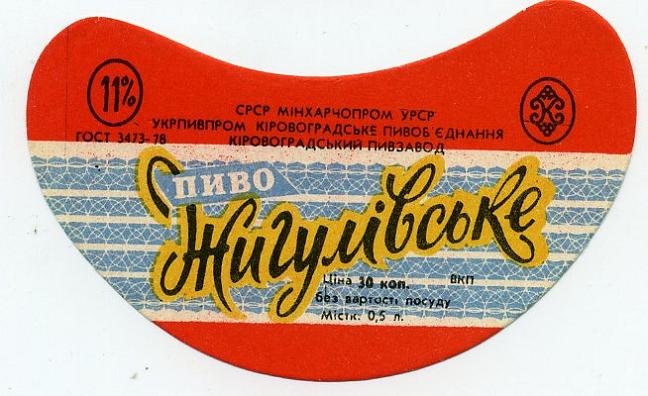 11%
СРСР МІНХАРЧОПРОМ УРСР
УКРПИВПРОМ КІРОВОГРАДСЬКЕ ПИВОБ'ЄДНАННЯ
ГОСТ 3473-78
КІРОВОГРАДСЬКИЙ ПИВЗАВОД
ПИВО
Жигулівське
Ціна 30 коп. ВКП
без вартості посуду
Містк. 0,5 л.